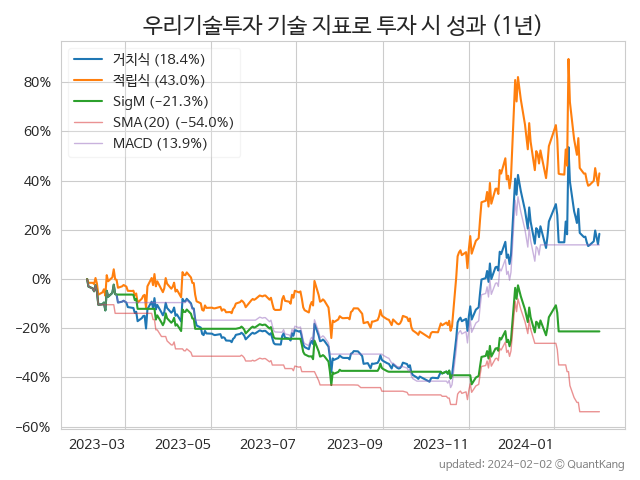 우리기술투자 기술 지표로 투자 시 성과 (1년)
거치식 (18.4%)
적립식 (43.0%)
SigM (−21.3%)
SMA(20) (−54.0%)
MACD (13.9%)
80%
60%
40%
20%
0%
−20%
−40%
−60%
2023−03 2023−05 2023−07 2023−09 2023−11 2024−01
updated: 2024−02−02 © QuantKang